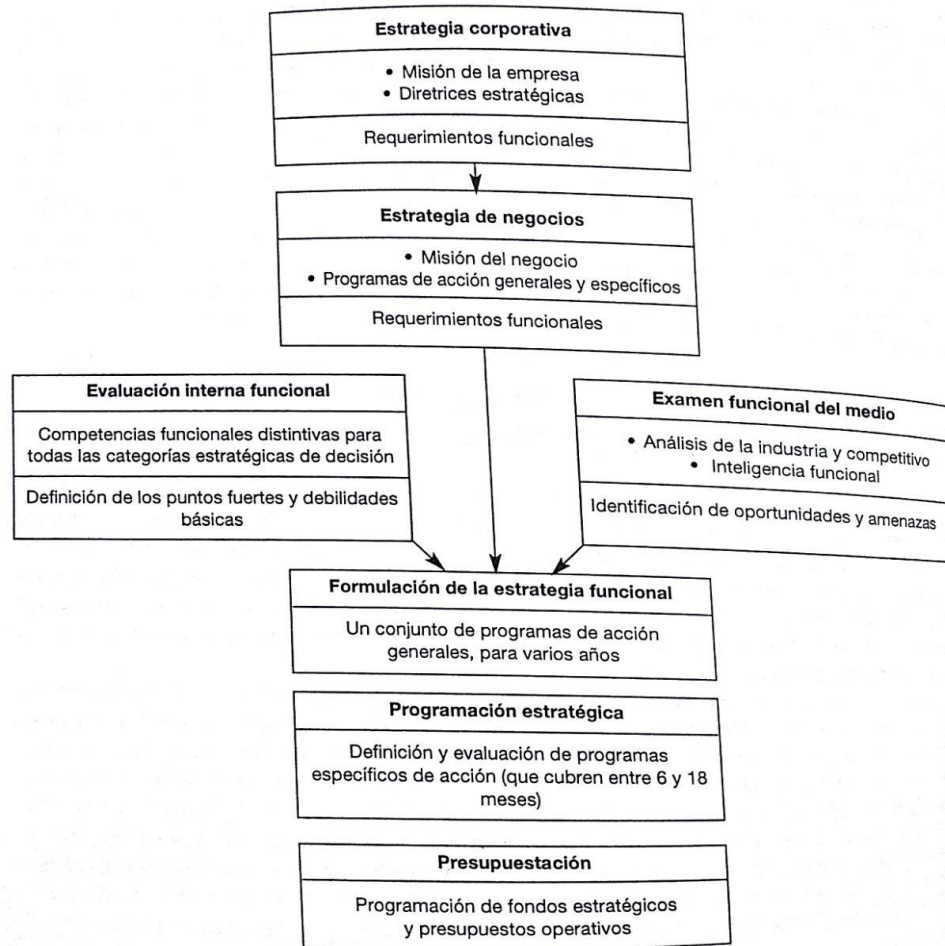 Estrategia corporativa
• Misión de la empresa
• Diretrices estratégicas
Requerimientos funcionales
Estrategia de negocios
• Misión del negocio
• Programas de acción generales y específicos
Requerimientos funcionales
Evaluación interna funcional
Competencias funcionales distintivas para
todas las categorías estratégicas de decisión
Definición de los puntos fuertes y debilidades
básicas
Examen funcional del medio
• Análisis de la industria y competitivo
• Inteligencia funcional
Identificación de oportunidades y amenazas
Formulación de la estrategia funcional
Un conjunto de programas de acción
generales, para varios años
Programación estratégica
Definición y evaluación de programas
específicos de acción (que cubren entre 6 y 18
meses)
Presupuestación
Programación de fondos estratégicos
y presupuestos operativos